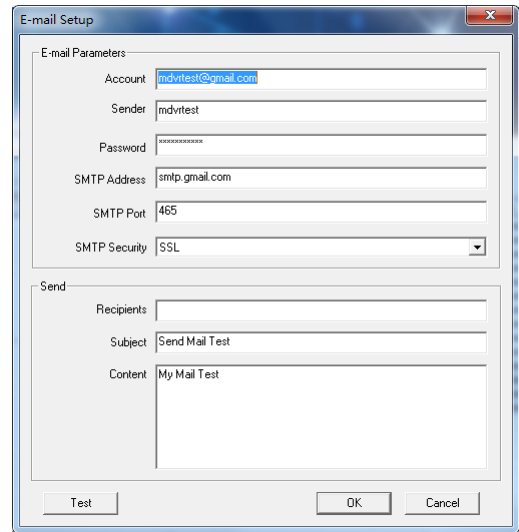 E-mail Setup
E-mail Parameters
Account mdvrtest@gmail.com
Sender mdvrtest
Password ***********
SMTP Address smtp.gmail.com
SMTP Port 465
SMTP Security SSL
Send
Recipients
Subject Send Mail Test
Content My Mail Test
Test OK Cancel